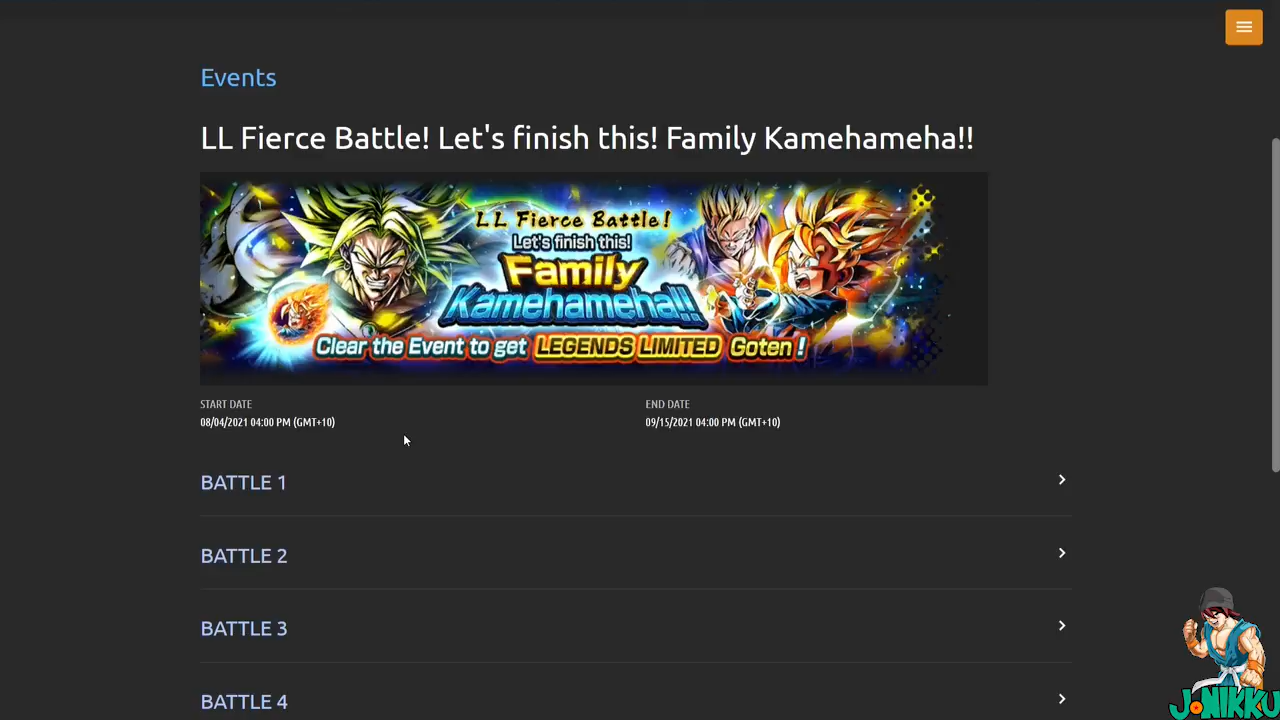 Events
LL Fierce Battle! Let's finish this! Family Kamehameha!!
LL Fierce Battle!
Let's finish this!
Family
Kamehameha!!
Clear the Event to get LEGENDS LIMITED Goten!
START DATE
08/04/2021 04:00 PM (GMT+10)
END DATE
09/15/2021 04:00 PM (GMT+10)
BATTLE 1
BATTLE 2
BATTLE 3
BATTLE 4
JONIKKU